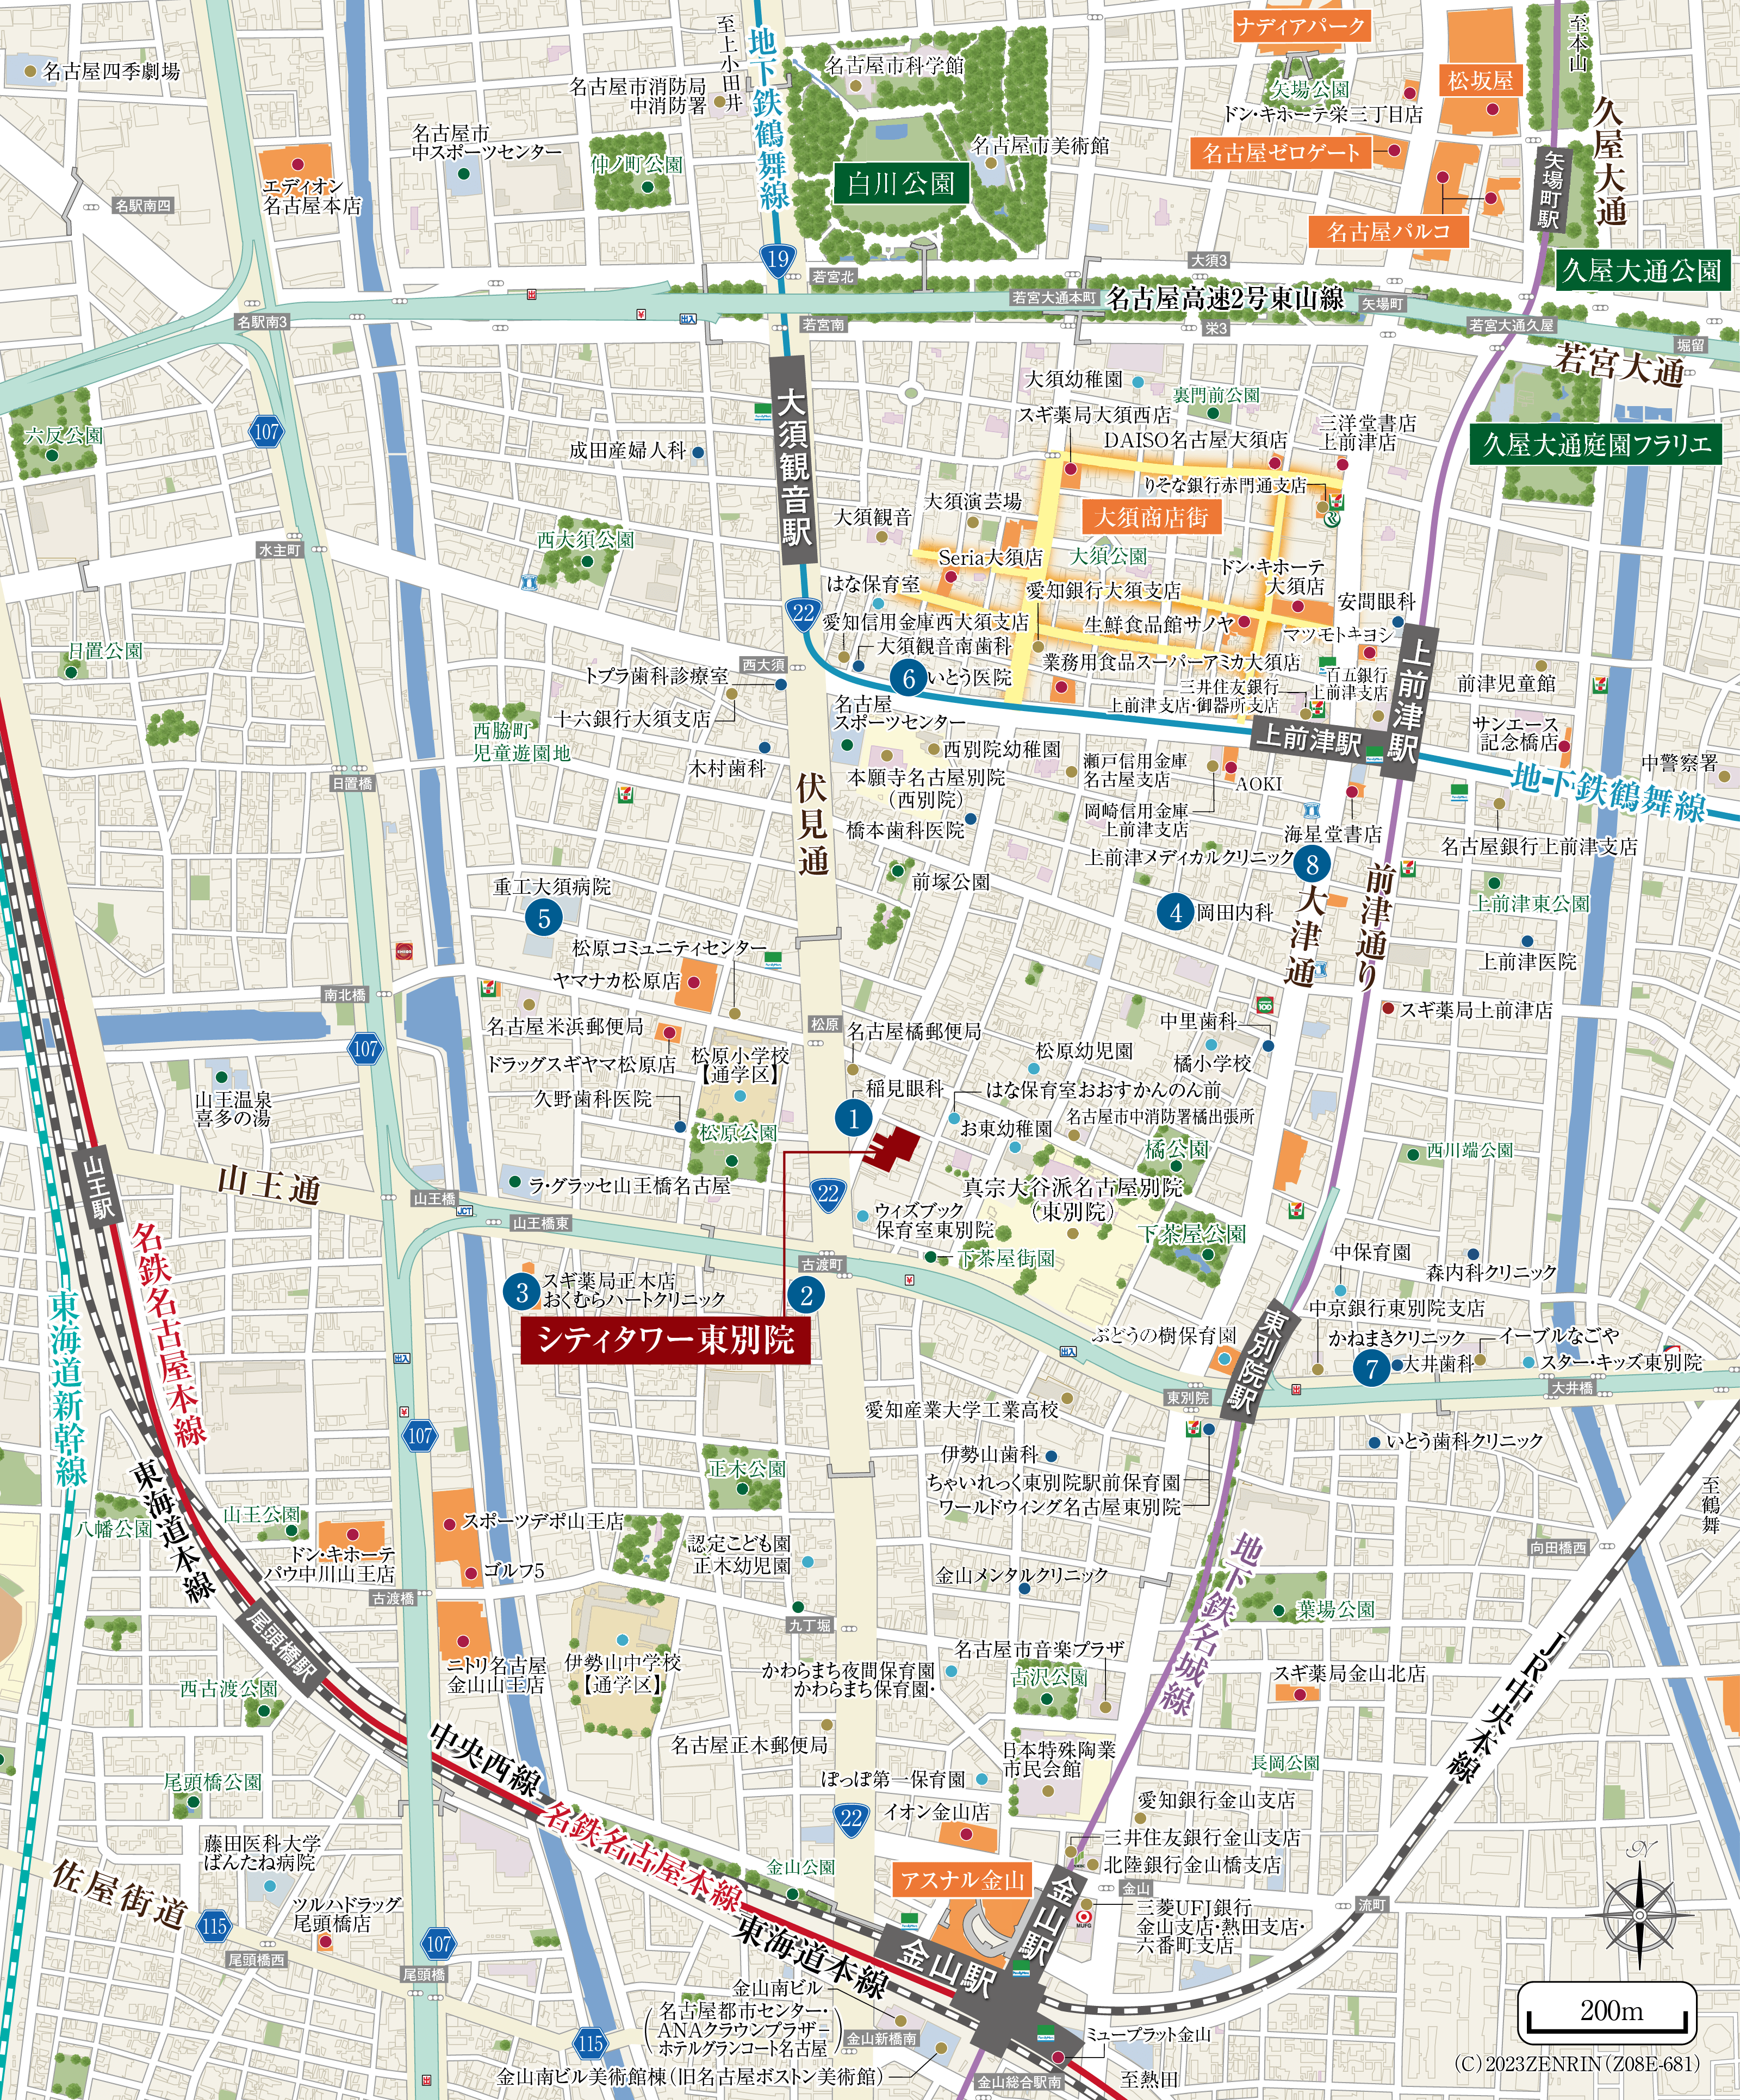 ナディアパーク
至本山
至上小田井
地下鉄鶴舞線
名古屋四季劇場
名古屋市消防局
中消防署
名古屋市科学館
矢場公園
松坂屋
ドン・キホーテ栄三丁目店
久屋大通
名古屋市
中スポーツセンター
仲ノ町公園
名古屋市美術館
名古屋ゼロゲート
矢場町駅
エディオン
名古屋本店
白川公園
名駅南四
名古屋パルコ
19
若宮北
大須3
久屋大通公園
出
若宮大通本町
名古屋高速2号東山線
矢場町
名駅南3
¥
出入
若宮南
栄3
若宮大通久屋
堀留
若宮大通
大須観音駅
大須幼稚園
裏門前公園
スギ薬局大須西店
三洋堂書店
上前津店
六反公園
107
成田産婦人科
DAISO名古屋大須店
久屋大通庭園フラリエ
りそな銀行赤門通支店
大須演芸場
大須観音
大須商店街
水主町
西大須公園
Seria大須店
大須公園
ドン・キホーテ
大須店
はな保育室
愛知銀行大須支店
安間眼科
22
愛知信用金庫西大須支店
生鮮食品館サノヤ
マツモトキヨシ
日置公園
大須観音南歯科
西大須
業務用食品スーパーアミカ大須店
上前津駅
トプラ歯科診療室
6
いとう医院
三井住友銀行
上前津支店・御器所支店
百五銀行
上前津支店
前津児童館
十六銀行大須支店
名古屋
スポーツセンター
西脇町
児童遊園地
サンエース
記念橋店
上前津駅
西別院幼稚園
木村歯科
本願寺名古屋別院
(西別院)
瀬戸信用金庫
名古屋支店
AOKI
中警察署
日置橋
伏見通
地下鉄鶴舞線
岡崎信用金庫
上前津支店
橋本歯科医院
海星堂書店
名古屋銀行上前津支店
上前津メディカルクリニック
8
前塚公園
重工大須病院
5
4
岡田内科
大津通
前津通り
上前津東公園
松原コミュニティセンター
上前津医院
ヤマナカ松原店
南北橋
名古屋米浜郵便局
松原
名古屋橘郵便局
中里歯科
スギ薬局上前津店
107
ドラッグスギヤマ松原店
松原小学校
【通学区】
松原幼児園
橘小学校
山王温泉
喜多の湯
久野歯科医院
稲見眼科
はな保育室おおすかんのん前
1
名古屋市中消防署橘出張所
お東幼稚園
松原公園
橘公園
西川端公園
山王駅
山王通
ラ・グラッセ山王橋名古屋
22
真宗大谷派名古屋別院
(東別院)
山王橋
JCT
山王橋東
ウィズブック
保育室東別院
下茶屋公園
名鉄名古屋本線
古渡町
下茶屋街園
中保育園
¥
3
スギ薬局正木店
おくむらハートクリニック
2
森内科クリニック
東海道新幹線
シティタワー東別院
中京銀行東別院支店
ぶどうの樹保育園
かねまきクリニック
イーブルなごや
出入
出入
東別院駅
7
大井歯科
スター・キッズ東別院
出
大井橋
東別院
¥
愛知産業大学工業高校
107
いとう歯科クリニック
伊勢山歯科
東海道本線
正木公園
ちゃいれっく東別院駅前保育園
ワールドウィング名古屋東別院
至鶴舞
八幡公園
山王公園
スポーツデポ山王店
認定こども園
正木幼児園
地下鉄名城線
向田橋西
ドン・キホーテ
パウ中川山王店
ゴルフ5
金山メンタルクリニック
古渡橋
葉場公園
尾頭橋駅
九丁堀
JR中央本線
ニトリ名古屋
金山山王店
伊勢山中学校
【通学区】
名古屋市音楽プラザ
かわらまち夜間保育園
かわらまち保育園・
古沢公園
スギ薬局金山北店
西古渡公園
中央西線
名古屋正木郵便局
日本特殊陶業
市民会館
長岡公園
尾頭橋公園
ぽっぽ第一保育園
愛知銀行金山支店
22
イオン金山店
藤田医科大学
ばんたね病院
名鉄名古屋本線
三井住友銀行金山支店
北陸銀行金山橋支店
佐屋街道
金山公園
アスナル金山
金山
ツルハドラッグ
尾頭橋店
115
金山駅
三菱UFJ銀行
金山支店・熱田支店・
六番町支店
MUFG
流町
N
尾頭橋西
107
尾頭橋
東海道本線
金山駅
金山南ビル
(名古屋都市センター・
ANAクラウンプラザ
ホテルグランコート名古屋)
115
金山新橋南
ミュープラット金山
200m
出
金山南ビル美術館棟(旧名古屋ボストン美術館)
金山総合駅南
至熱田
(C)2023ZENRIN(Z08E-681)